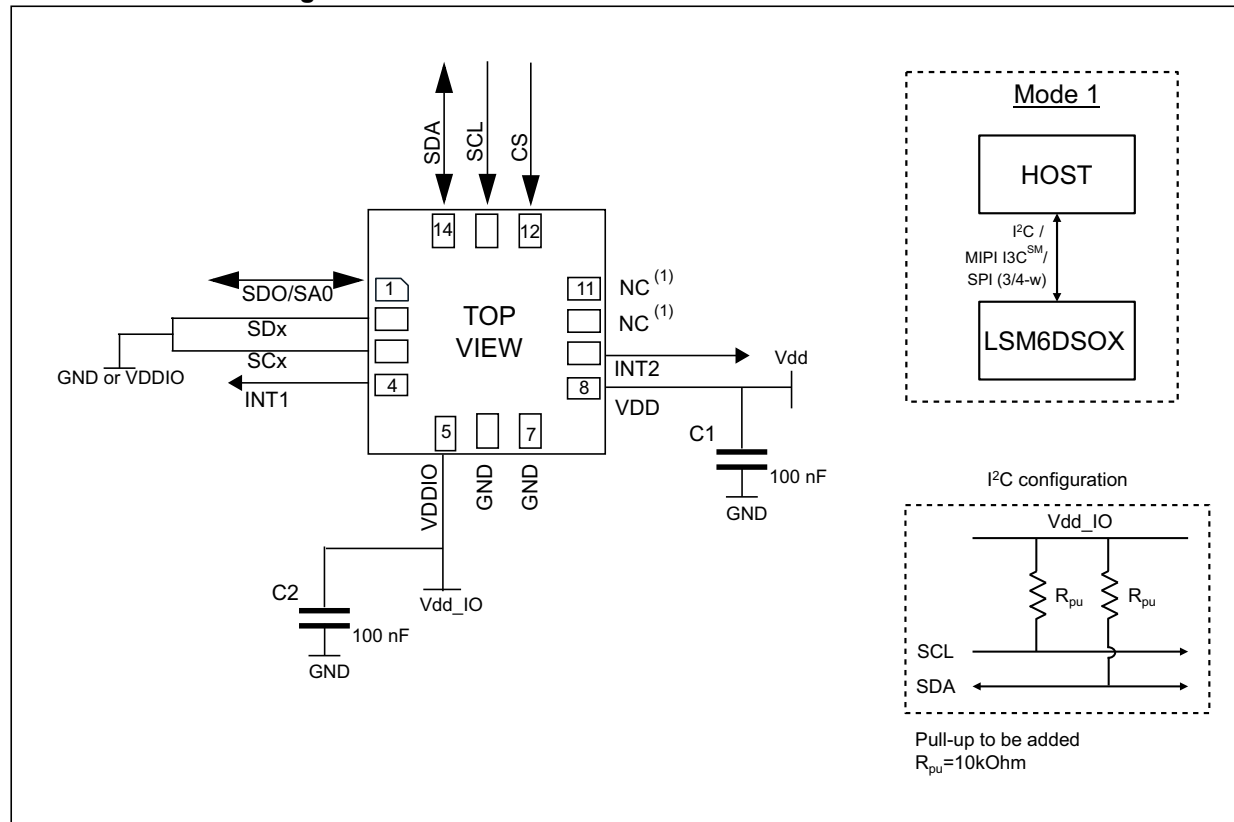 SDA
SCL
CS
14
12
SDO/SA0
1
SDx
SCx
GND or VDDIO
INT1
4
TOP
VIEW
11
NC (1)
NC (1)
INT2
Vdd
8
VDD
5
7
VDDIO
GND
GND
C1
100 nF
GND
C2
100 nF
GND
Vdd_IO
Mode 1
HOST
I²C /
MIPI I3C℠/
SPI (3/4-w)
LSM6DSOX
I²C configuration
Vdd_IO
Rpu
Rpu
SCL
SDA
Pull-up to be added
Rpu=10kOhm